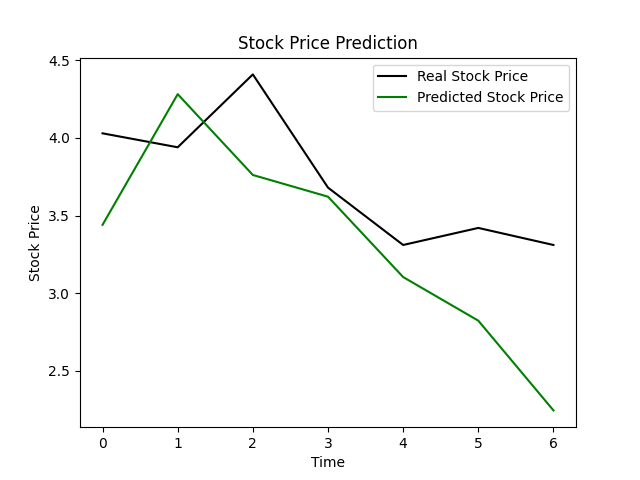 Stock Price Prediction
Real Stock Price
Predicted Stock Price
Stock Price
4.5
4.0
3.5
3.0
2.5
0 1 2 3 4 5 6
Time